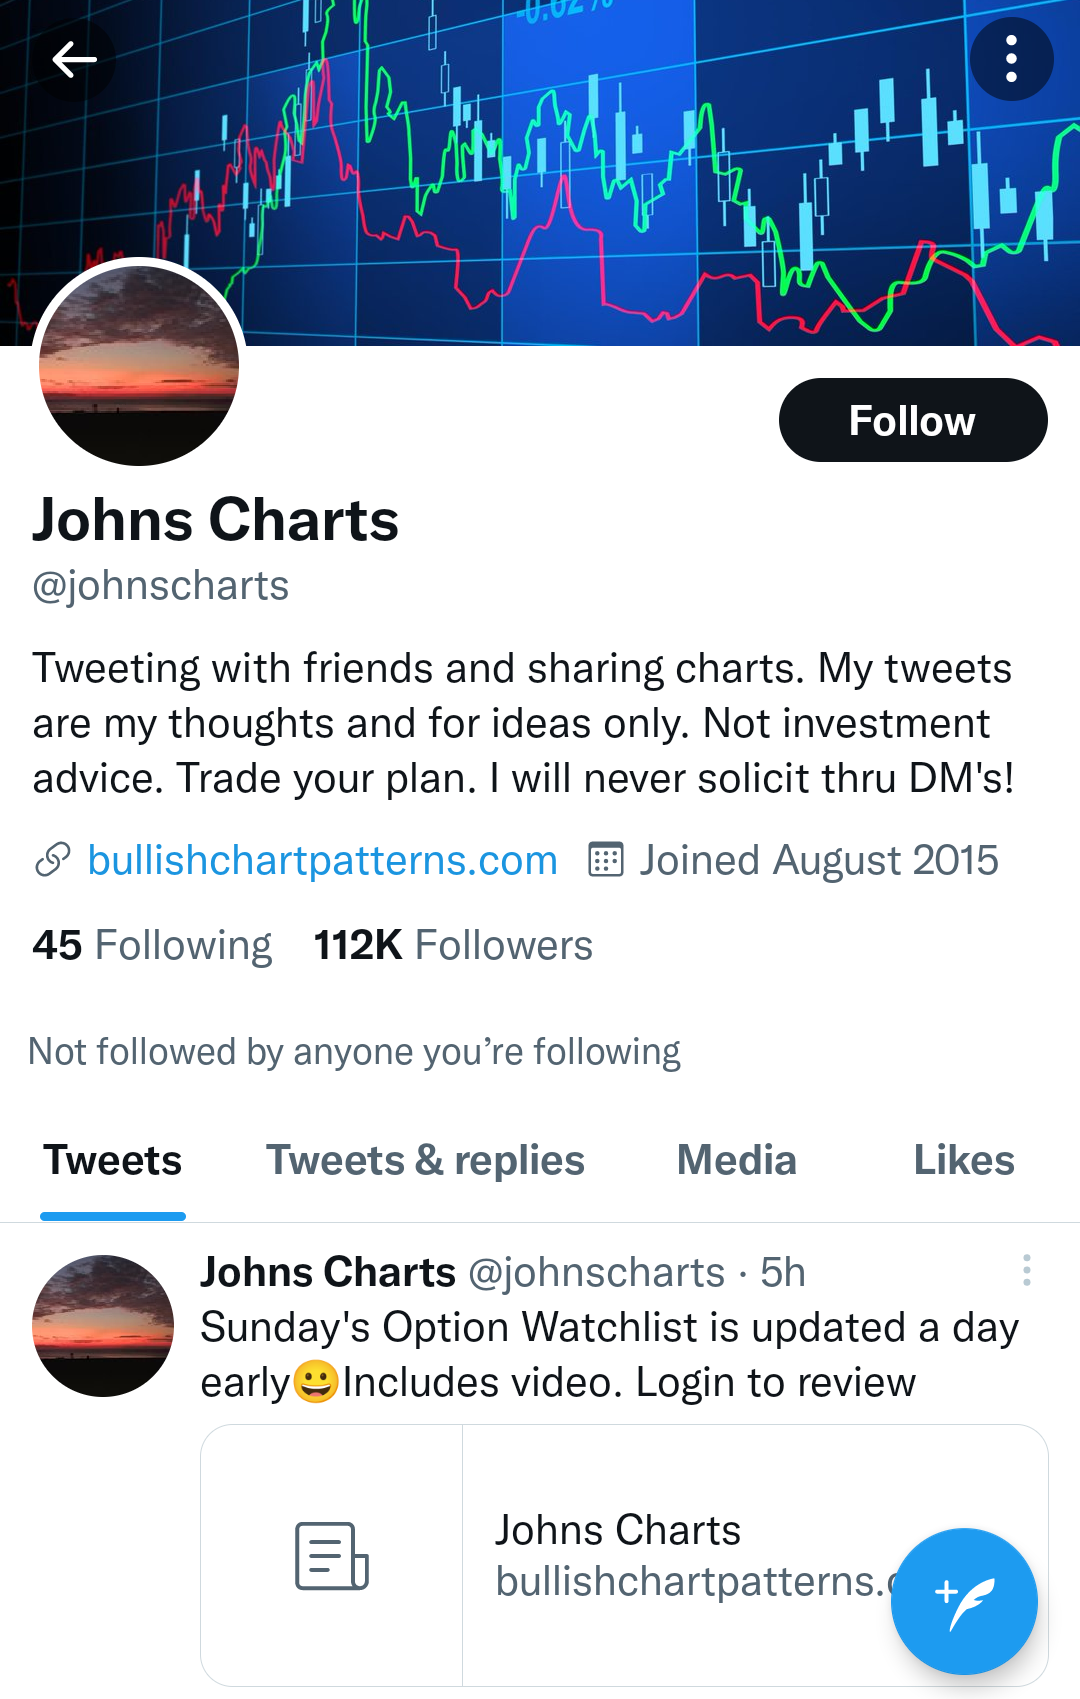 -0.62%
Follow
Johns Charts
@johnscharts
Tweeting with friends and sharing charts. My tweets
are my thoughts and for ideas only. Not investment
advice. Trade your plan. I will never solicit thru DM's!
bullishchartpatterns.com Joined August 2015
45 Following 112K Followers
Not followed by anyone you’re following
Tweets Tweets & replies Media Likes
Johns Charts @johnscharts · 5h
Sunday's Option Watchlist is updated a day
early😀Includes video. Login to review
Johns Charts
bullishchartpatterns.c